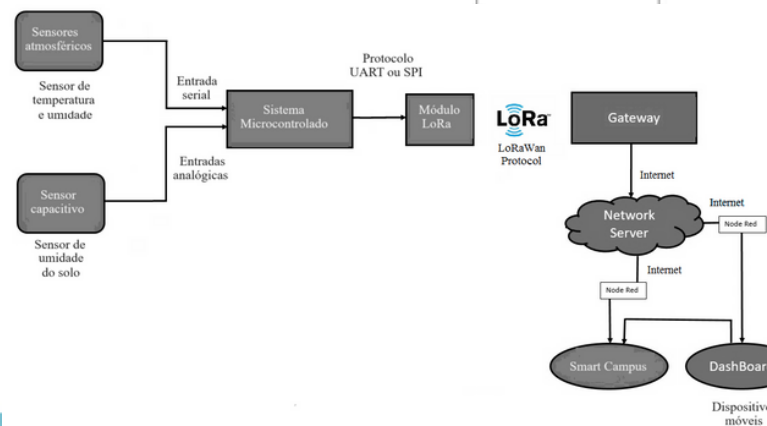 Sensores
atmosféricos
Sensor de
temperatura
e umidade
Entrada
serial
Sistema
Microcontrolado
Entradas
analógicas
Sensor
capacitivo
Sensor de
umidade
do solo
Protocolo
UART ou SPI
Módulo
LoRa
LoRa
LoRaWan
Protocol
Gateway
Internet
Network
Server
Internet
Node Red
Internet
Node Red
Smart Campus
DashBoar
Dispositiv
móveis